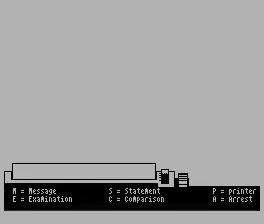 M = Message S = Statement P = printer
E = Examination C = Comparison A = Arrest